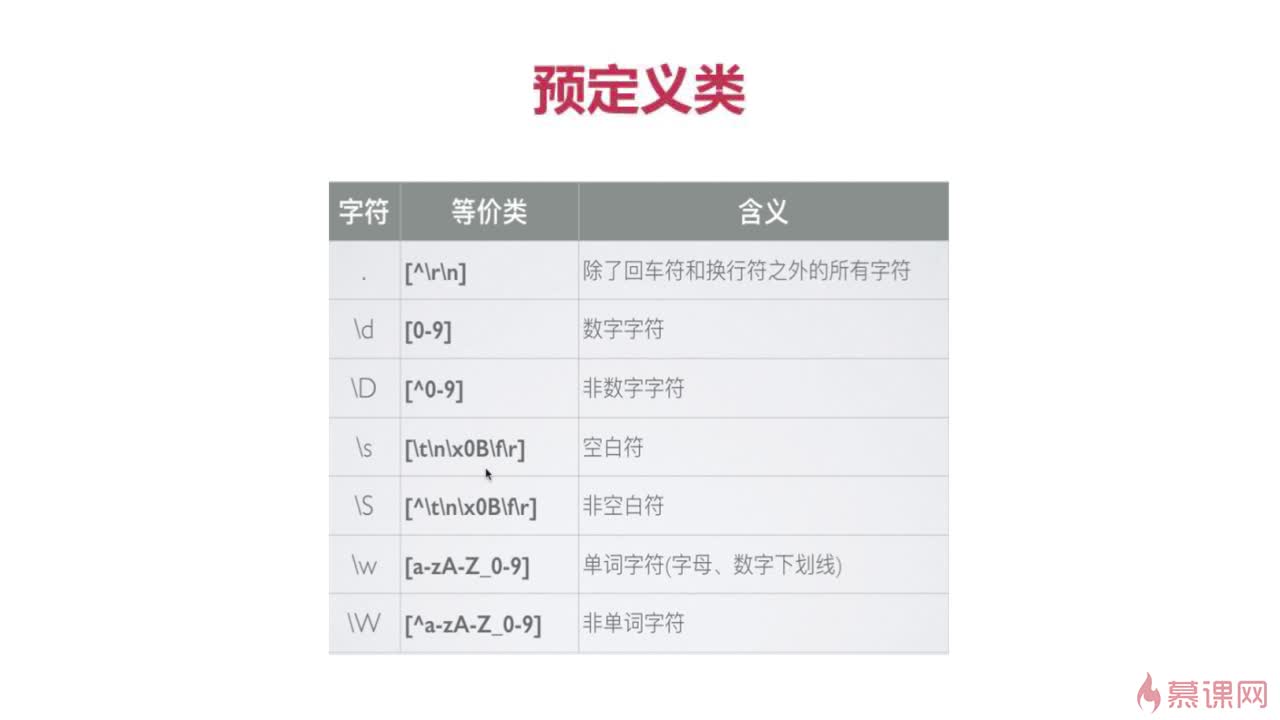 预定义类
字符 等价类 含义
. [^\r\n] 除了回车符和换行符之外的所有字符
\d [0-9] 数字字符
\D [^0-9] 非数字字符
\s [\t\n\x0B\f\r] 空白符
\S [^\t\n\x0B\f\r] 非空白符
\w [a-zA-Z_0-9] 单词字符(字母、数字下划线)
\W [^a-zA-Z_0-9] 非单词字符
慕课网